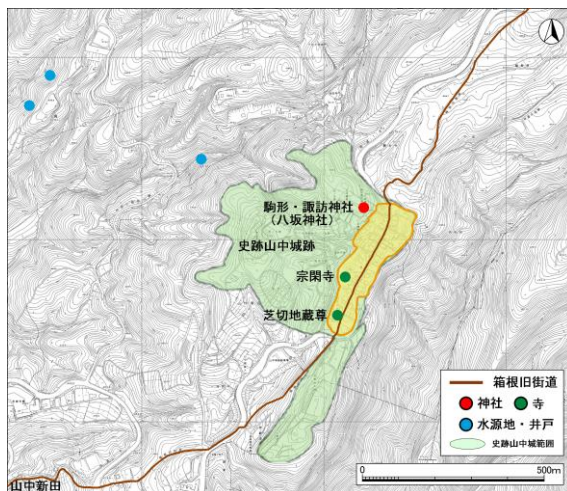 駒形・諏訪神社
（八坂神社）
史跡山中城跡
宗閑寺
芝切地蔵尊
箱根旧街道
神社
寺
水源地・井戸
史跡山中城範囲
0
500m
山中新田